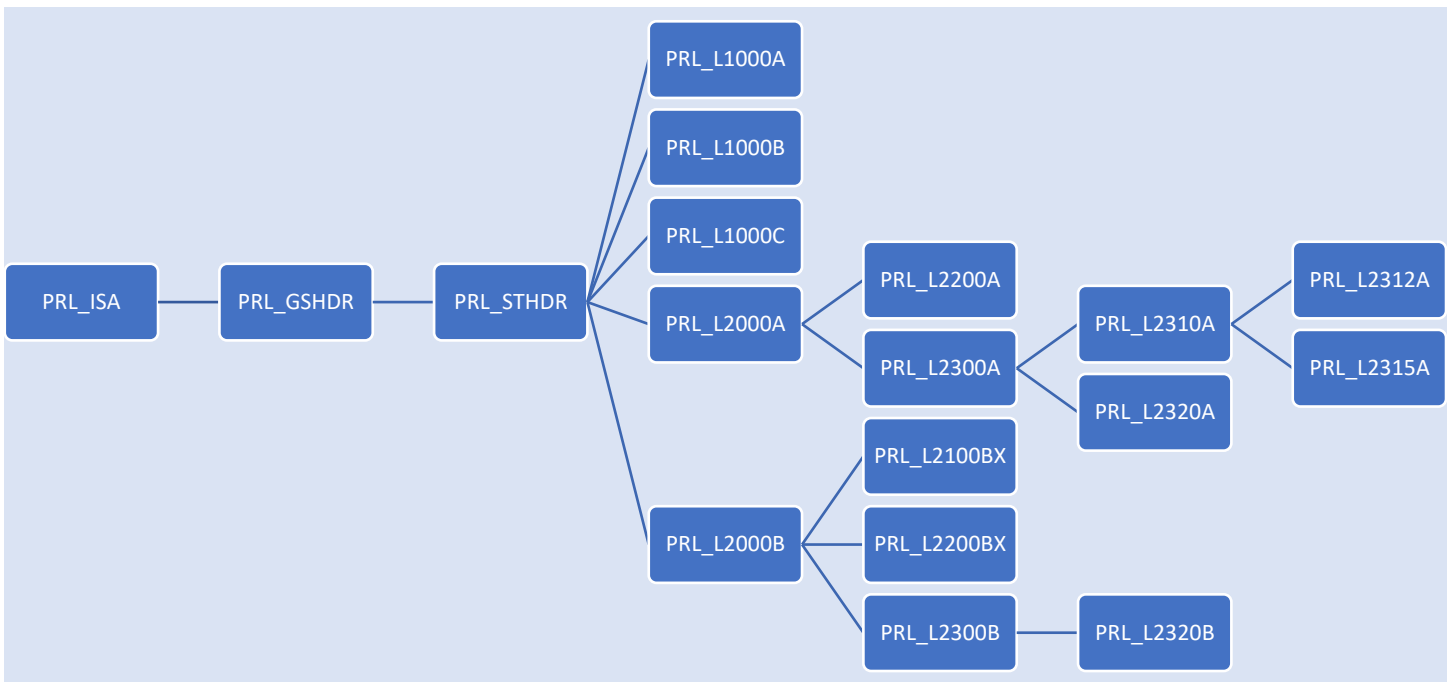 PRL_ISA
PRL_GSHDR
PRL_STHDR
PRL_L1000A
PRL_L1000B
PRL_L1000C
PRL_L2000A
PRL_L2200A
PRL_L2300A
PRL_L2310A
PRL_L2312A
PRL_L2315A
PRL_L2320A
PRL_L2000B
PRL_L2100BX
PRL_L2200BX
PRL_L2300B
PRL_L2320B